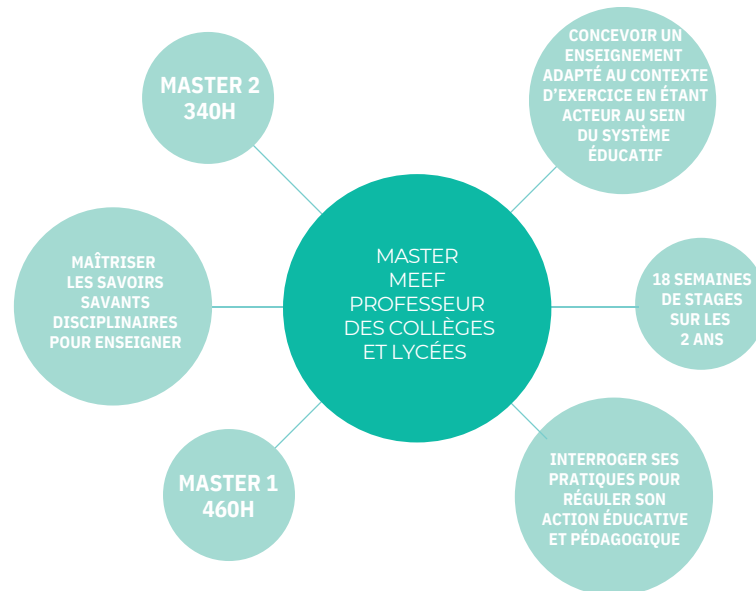 MASTER 2
340H
CONCEVOIR UN
ENSEIGNEMENT
ADAPTÉ AU CONTEXTE
D'EXERCICE EN ÉTANT
ACTEUR AU SEIN
DU SYSTÈME
ÉDUCATIF
MAÎTRISER
LES SAVOIRS
SAVANTS
DISCIPLINAIRES
POUR ENSEIGNER
MASTER
MEEF
PROFESSEUR
DES COLLÈGES
ET LYCÉES
18 SEMAINES
DE STAGES
SUR LES
2 ANS
MASTER 1
460H
INTERROGER SES
PRATIQUES POUR
RÉGULER SON
ACTION ÉDUCATIVE
ET PÉDAGOGIQUE